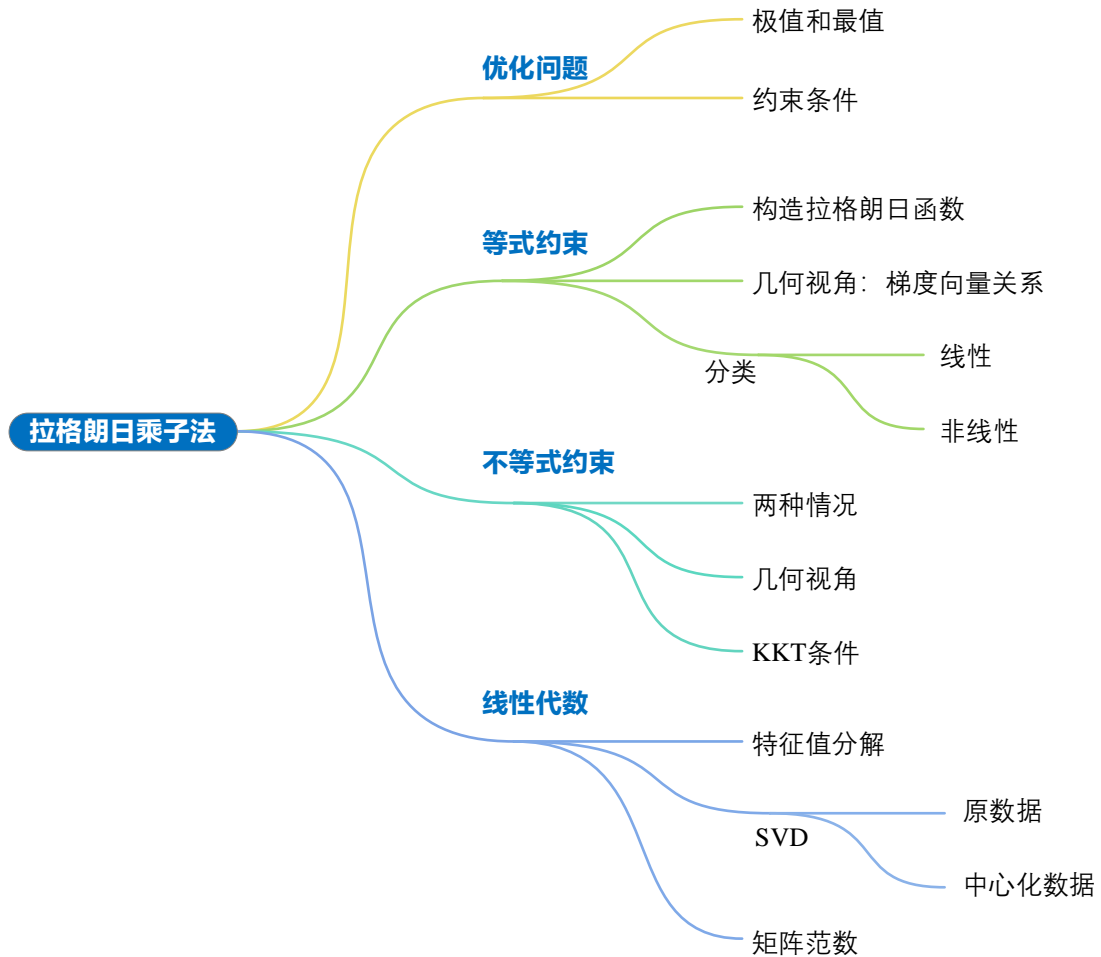 拉格朗日乘子法
优化问题
极值和最值
约束条件
等式约束
构造拉格朗日函数
几何视角：梯度向量关系
分类
线性
非线性
不等式约束
两种情况
几何视角
KKT条件
线性代数
特征值分解
SVD
原数据
中心化数据
矩阵范数